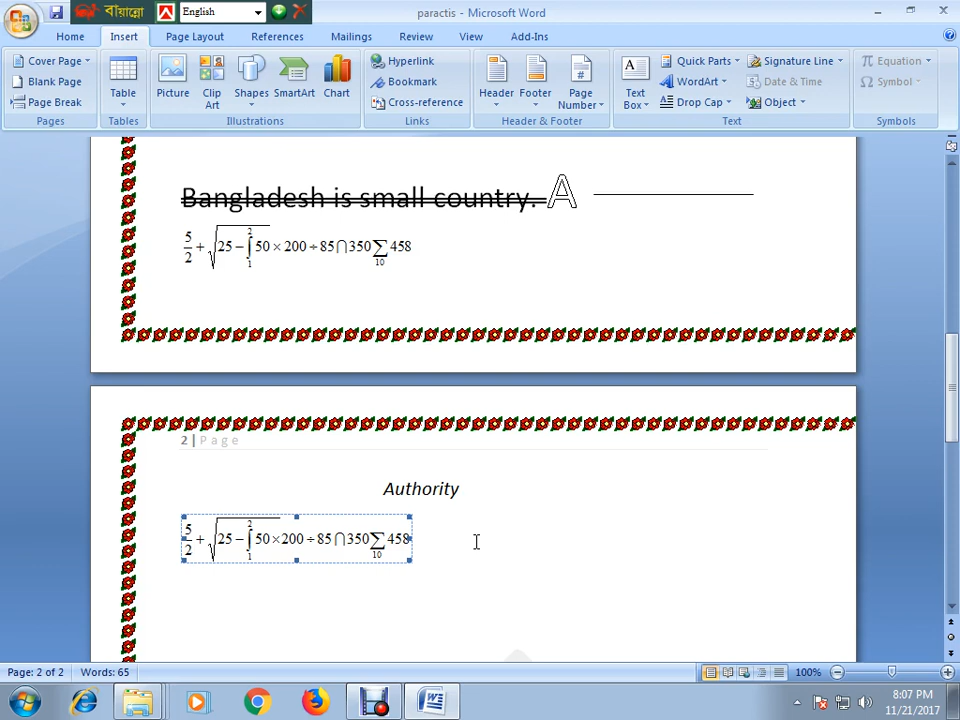 paractis - Microsoft Word
বায়ান্নো
English
Home Insert Page Layout References Mailings Review View Add-Ins
Cover Page
Blank Page
Page Break
Pages
Table
Tables
Picture
Clip Art
Shapes
SmartArt
Chart
Illustrations
Hyperlink
Bookmark
Cross-reference
Links
Header
Footer
Page Number
Header & Footer
Text Box
Quick Parts
WordArt
Drop Cap
Signature Line
Date & Time
Object
Text
π Equation
Ω Symbol
Symbols
Bangladesh is small country. A
5/2 + √(25 − ∫₁² 50 × 200 ÷ 85 ∩ 350 ∑₁₀ 458
2 | Page
Authority
5/2 + √(25 − ∫₁² 50 × 200 ÷ 85 ∩ 350 ∑₁₀ 458
Page: 2 of 2 Words: 65 100%
8:07 PM
11/21/2017